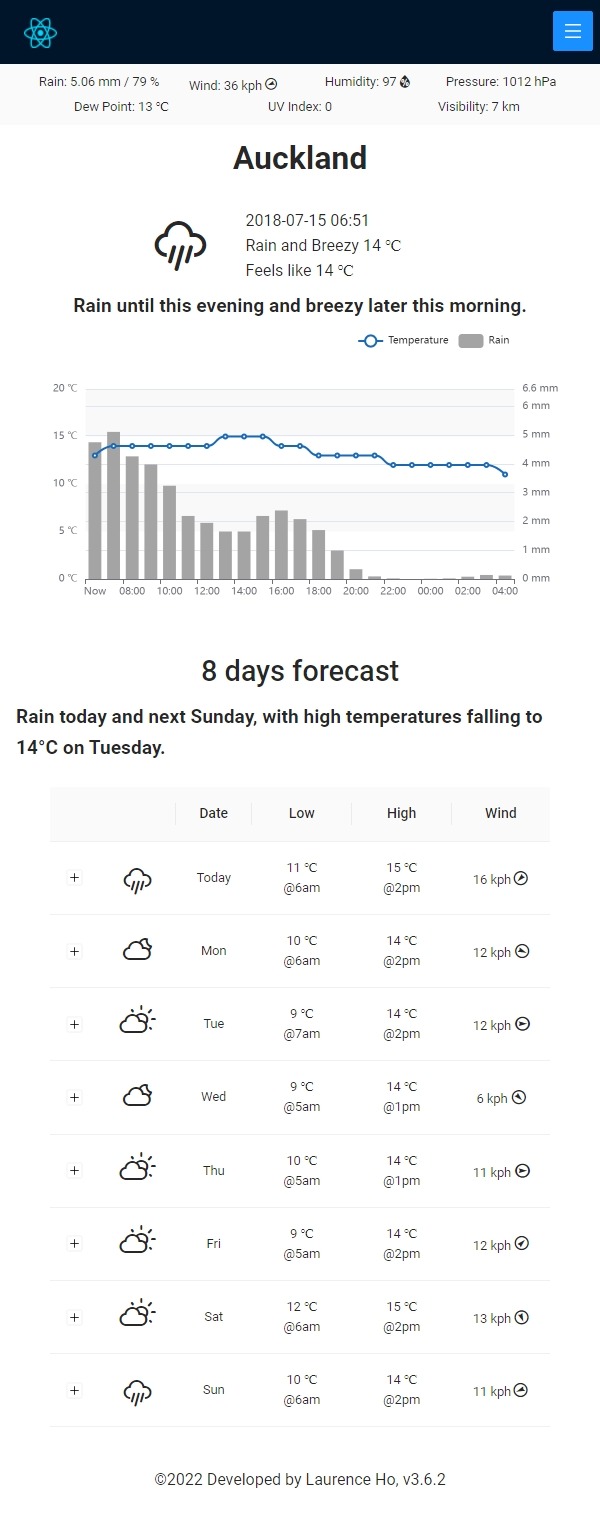 Rain: 5.06 mm / 79 % Wind: 36 kph Humidity: 97 Pressure: 1012 hPa
Dew Point: 13 ℃ UV Index: 0 Visibility: 7 km
Auckland
2018-07-15 06:51
Rain and Breezy 14 ℃
Feels like 14 ℃
Rain until this evening and breezy later this morning.
Temperature Rain
20 ℃ 6.6 mm
6 mm
15 ℃ 5 mm
4 mm
10 ℃ 3 mm
5 ℃ 2 mm
1 mm
0 ℃ 0 mm
Now 08:00 10:00 12:00 14:00 16:00 18:00 20:00 22:00 00:00 02:00 04:00
8 days forecast
Rain today and next Sunday, with high temperatures falling to
14°C on Tuesday.
Date Low High Wind
+ Today 11 ℃ 15 ℃ 16 kph
@6am @2pm
+ Mon 10 ℃ 14 ℃ 12 kph
@6am @2pm
+ Tue 9 ℃ 14 ℃ 12 kph
@7am @2pm
+ Wed 9 ℃ 14 ℃ 6 kph
@5am @1pm
+ Thu 10 ℃ 14 ℃ 11 kph
@5am @1pm
+ Fri 9 ℃ 14 ℃ 12 kph
@5am @2pm
+ Sat 12 ℃ 15 ℃ 13 kph
@6am @2pm
+ Sun 10 ℃ 14 ℃ 11 kph
@6am @2pm
©2022 Developed by Laurence Ho, v3.6.2